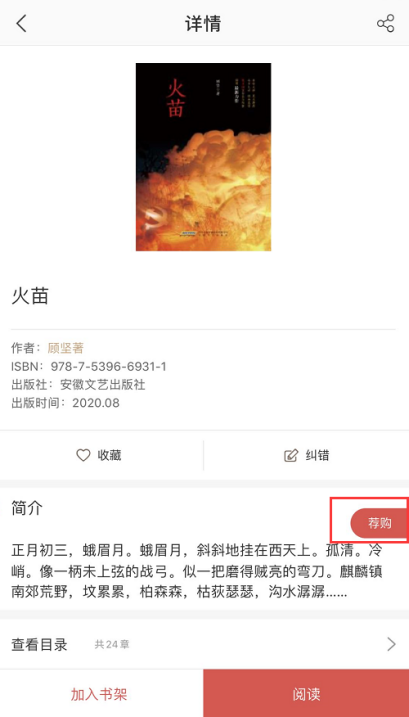 详情
火苗
火苗
作者：顾坚著
ISBN：978-7-5396-6931-1
出版社：安徽文艺出版社
出版时间：2020.08
收藏
纠错
简介
荐购
正月初三，蛾眉月。蛾眉月，斜斜地挂在西天上。孤清。冷
峭。像一柄未上弦的战弓。似一把磨得贼亮的弯刀。麒麟镇
南郊荒野，坟累累，柏森森，枯荻瑟瑟，沟水潺潺......
查看目录 共24章
加入书架
阅读